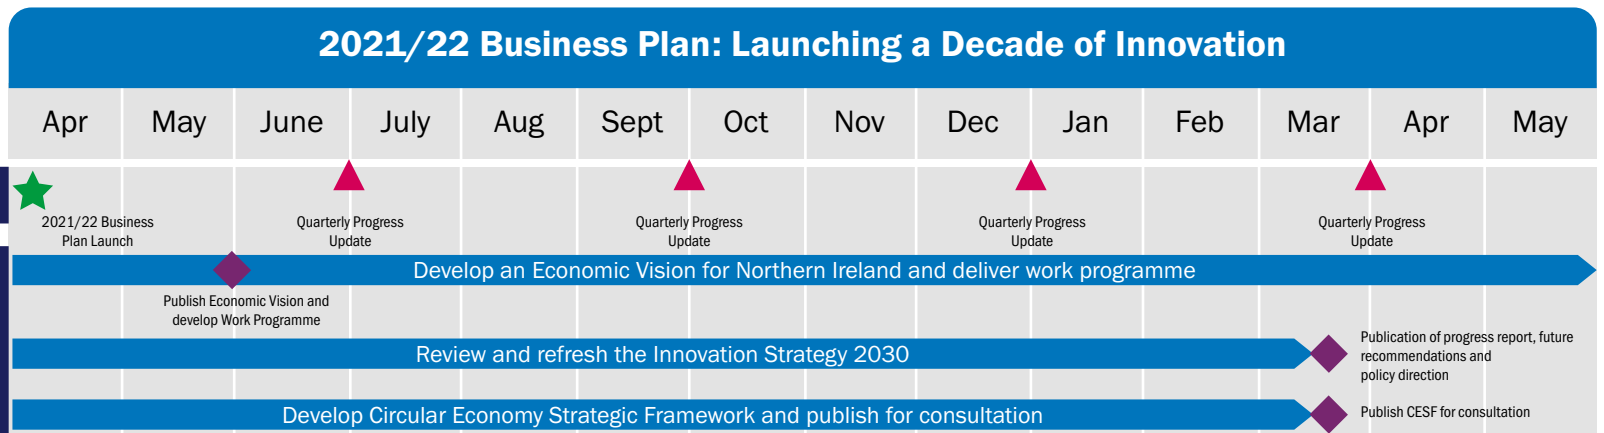 2021/22 Business Plan: Launching a Decade of Innovation
Apr May June July Aug Sept Oct Nov Dec Jan Feb Mar Apr May
2021/22 Business
Plan Launch
Quarterly Progress
Update
Quarterly Progress
Update
Quarterly Progress
Update
Quarterly Progress
Update
Develop an Economic Vision for Northern Ireland and deliver work programme
Publish Economic Vision and
develop Work Programme
Review and refresh the Innovation Strategy 2030
Publication of progress report, future
recommendations and
policy direction
Develop Circular Economy Strategic Framework and publish for consultation
Publish CESF for consultation